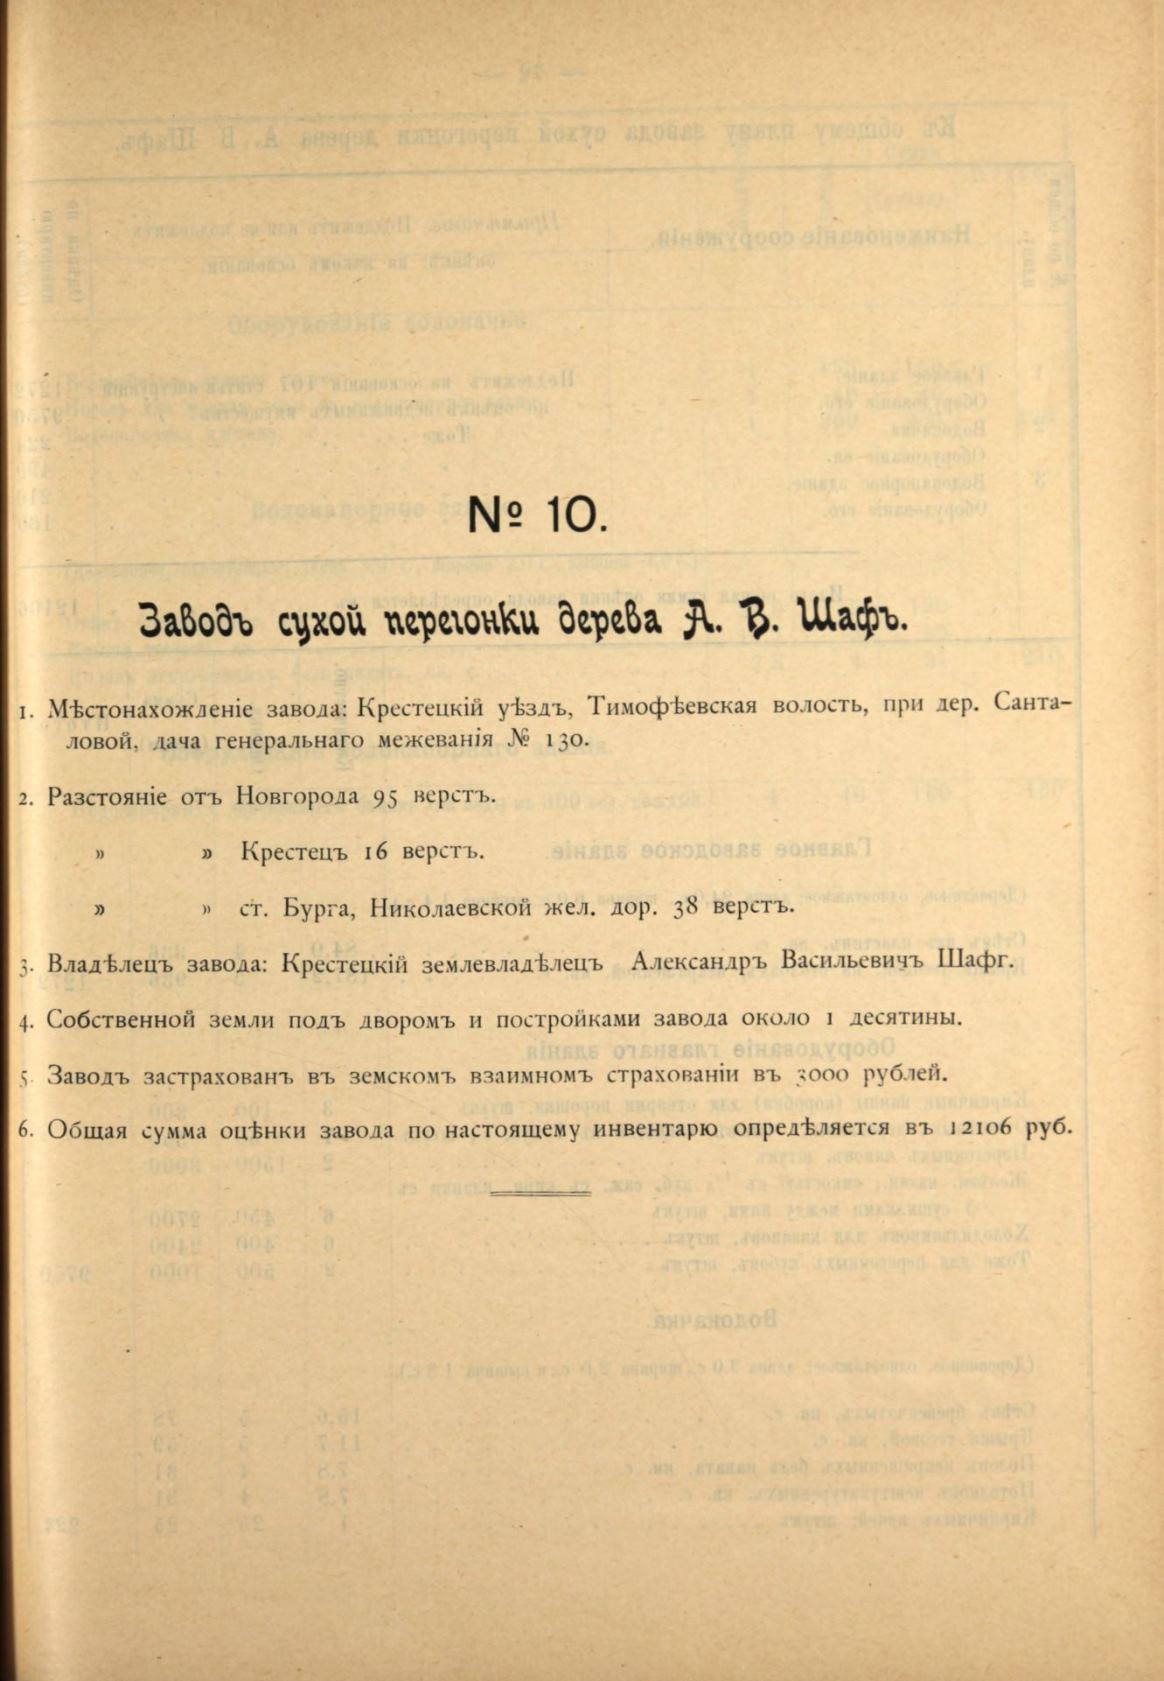 № 10.
Заводъ сухой перегонки дерева А. В. Шафъ.
1. Мѣстонахожденіе завода: Крестецкій уѣздъ, Тимофѣевская волость, при дер. Санта-
ловой, дача генеральнаго межеванія № 130.
2. Разстояніе отъ Новгорода 95 верстъ.
» » Крестецъ 16 верстъ.
» » ст. Бурга, Николаевской жел. дор. 38 верстъ.
3. Владѣлецъ завода: Крестецкій землевладѣлецъ Александръ Васильевичъ Шафг.
4. Собственной земли подъ дворомъ и постройками завода около 1 десятины.
5. Заводъ застрахованъ въ земскомъ взаимномъ страхованіи въ 3000 рублей.
6. Общая сумма оцѣнки завода по настоящему инвентарю опредѣляется въ 12106 руб.